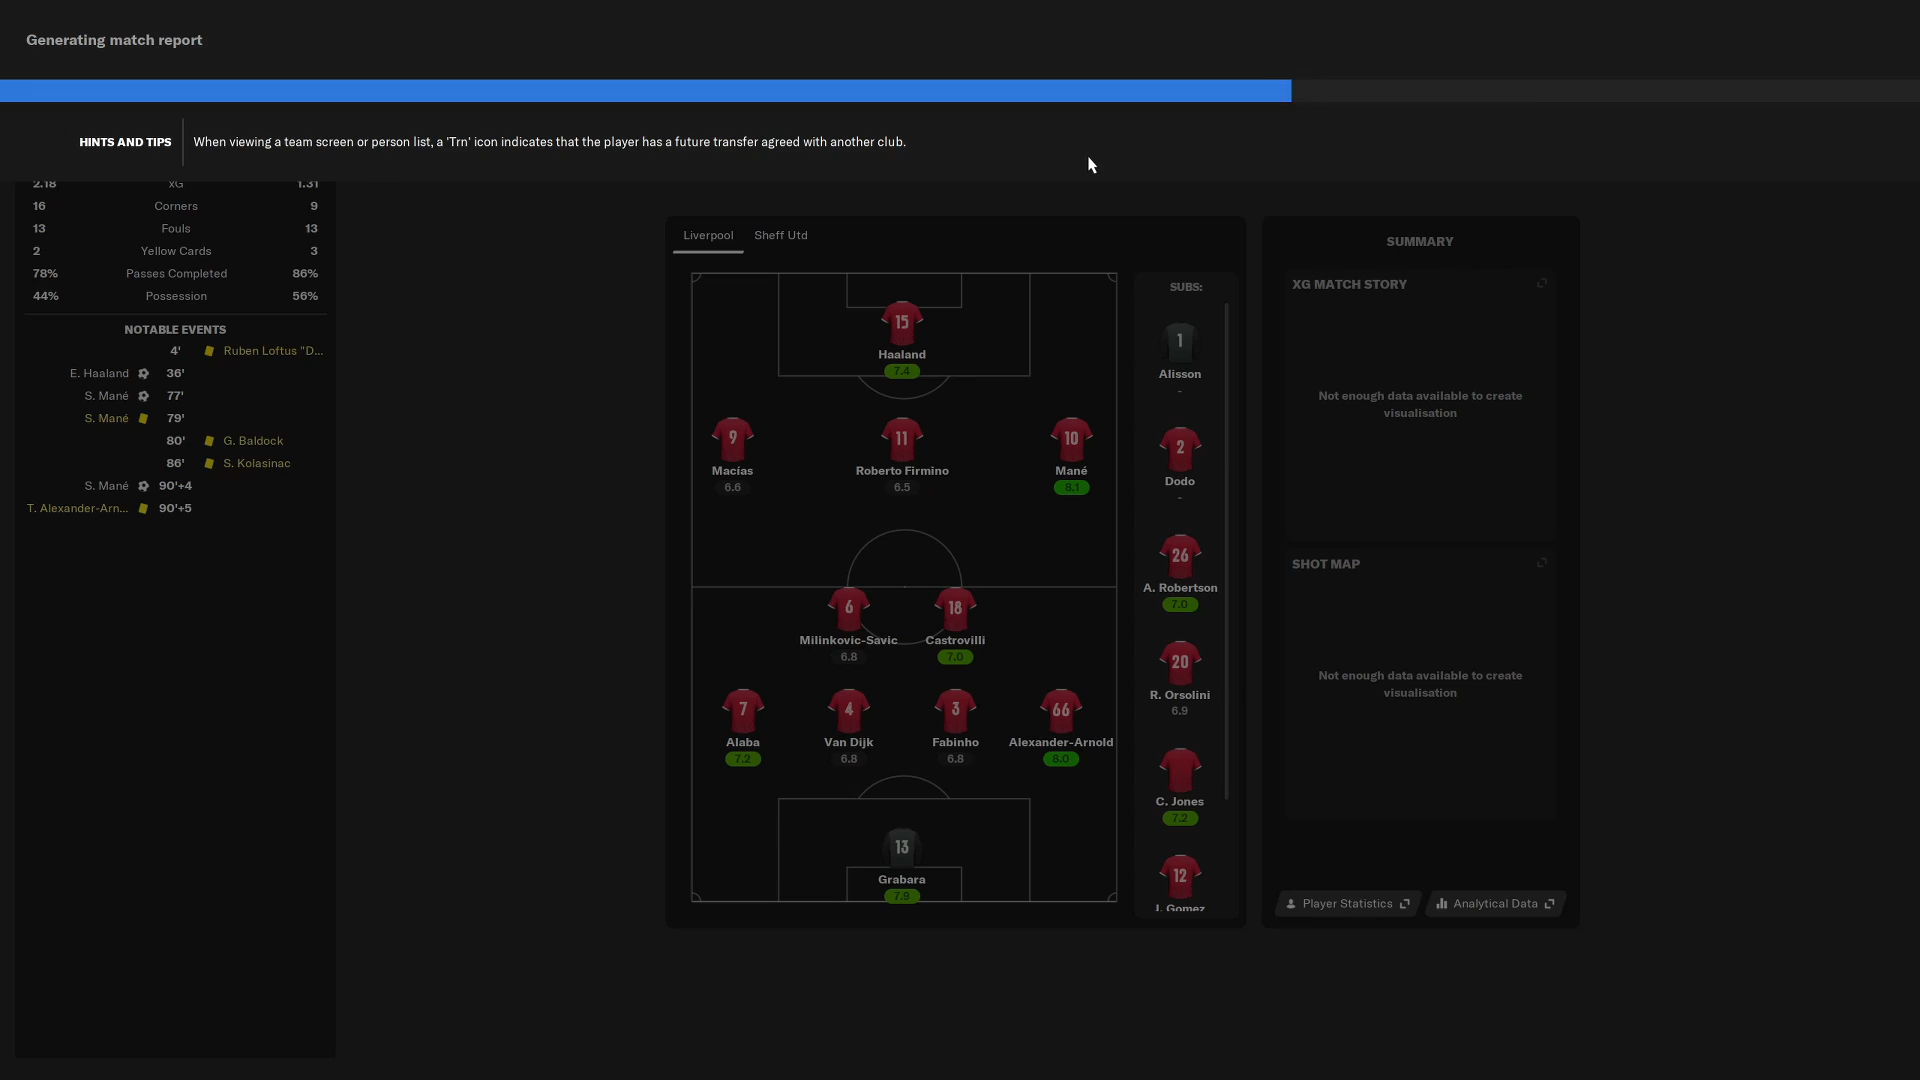 Generating match report
HINTS AND TIPS
When viewing a team screen or person list, a 'Trn' icon indicates that the player has a future transfer agreed with another club.
2.18 xG 1.31
16 Corners 9
13 Fouls 13
2 Yellow Cards 3
78% Passes Completed 86%
44% Possession 56%
NOTABLE EVENTS
4' Ruben Loftus "D...
E. Haaland 36'
S. Mané 77'
S. Mané 79'
80' G. Baldock
86' S. Kolasinac
S. Mané 90'+4
T. Alexander-Arn... 90'+5
Liverpool Sheff Utd
15
Haaland
7.4
9 11 10
Macías Roberto Firmino Mané
6.6 6.5 8.1
6 18
Milinkovic-Savic Castrovilli
6.8 7.0
7 4 3 66
Alaba Van Dijk Fabinho Alexander-Arnold
7.2 6.8 6.8 8.0
13
Grabara
7.9
SUBS:
1
Alisson
-
2
Dodo
-
26
A. Robertson
7.0
20
R. Orsolini
6.9
C. Jones
7.2
12
J. Gomez
SUMMARY
XG MATCH STORY
Not enough data available to create
visualisation
SHOT MAP
Not enough data available to create
visualisation
Player Statistics Analytical Data